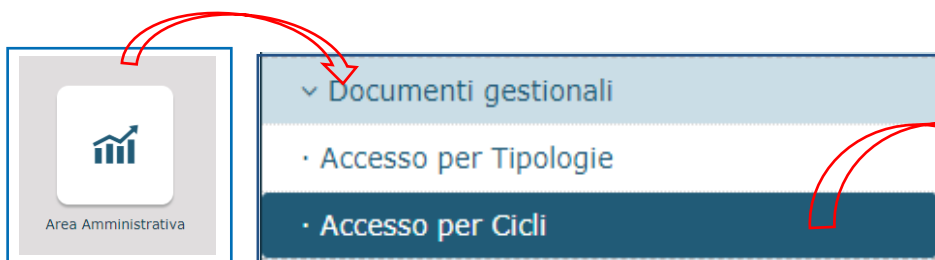 Area Amministrativa
Documenti gestionali
· Accesso per Tipologie
· Accesso per Cicli